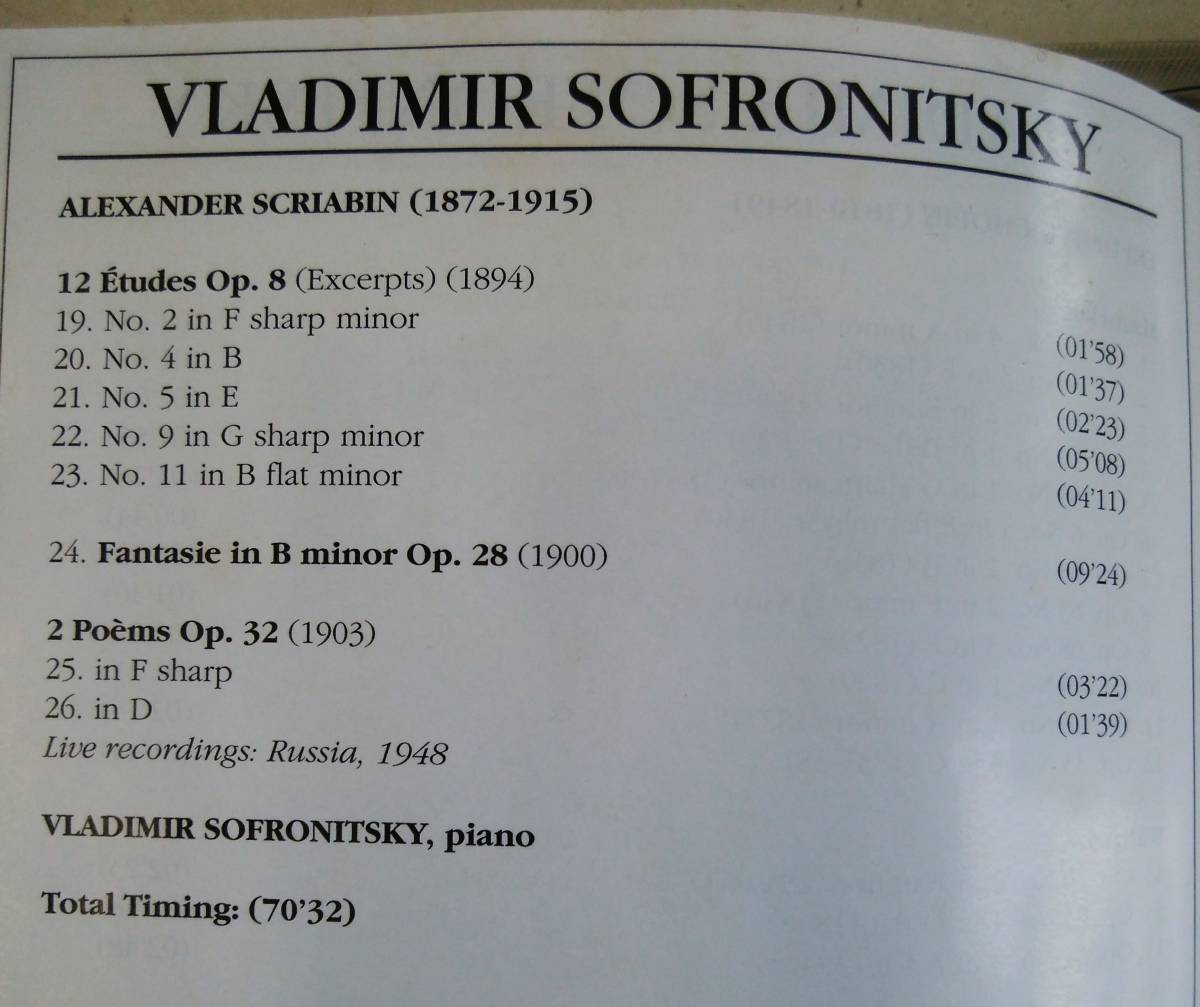 VLADIMIR SOFRONITSKY
ALEXANDER SCRIABIN (1872-1915)
12 Études Op. 8 (Excerpts) (1894)
19. No. 2 in F sharp minor (01'58)
20. No. 4 in B (01'37)
21. No. 5 in E (02'23)
22. No. 9 in G sharp minor (05'08)
23. No. 11 in B flat minor (04'11)
24. Fantasie in B minor Op. 28 (1900) (09'24)
2 Poèms Op. 32 (1903)
25. in F sharp (03'22)
26. in D (01'39)
Live recordings: Russia, 1948
VLADIMIR SOFRONITSKY, piano
Total Timing: (70'32)